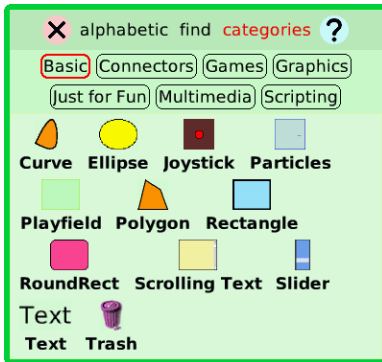 alphabetic find categories ?
Basic Connectors Games Graphics
Just for Fun Multimedia Scripting
Curve Ellipse Joystick Particles
Playfield Polygon Rectangle
RoundRect Scrolling Text Slider
Text
Text Trash